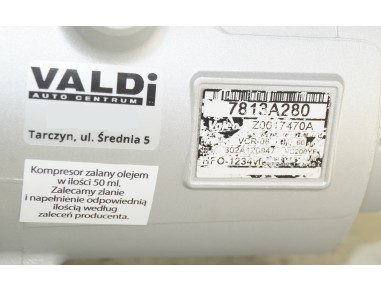 VALDi
AUTO CENTRUM
Tarczyn, ul. Średnia 5
Kompresor zalany olejem
w ilości 50 ml.
Zalecamy zlanie
i napełnienie odpowiednią
ilością według
zaleceń producenta.
7813A280
Valeo Z0017470A